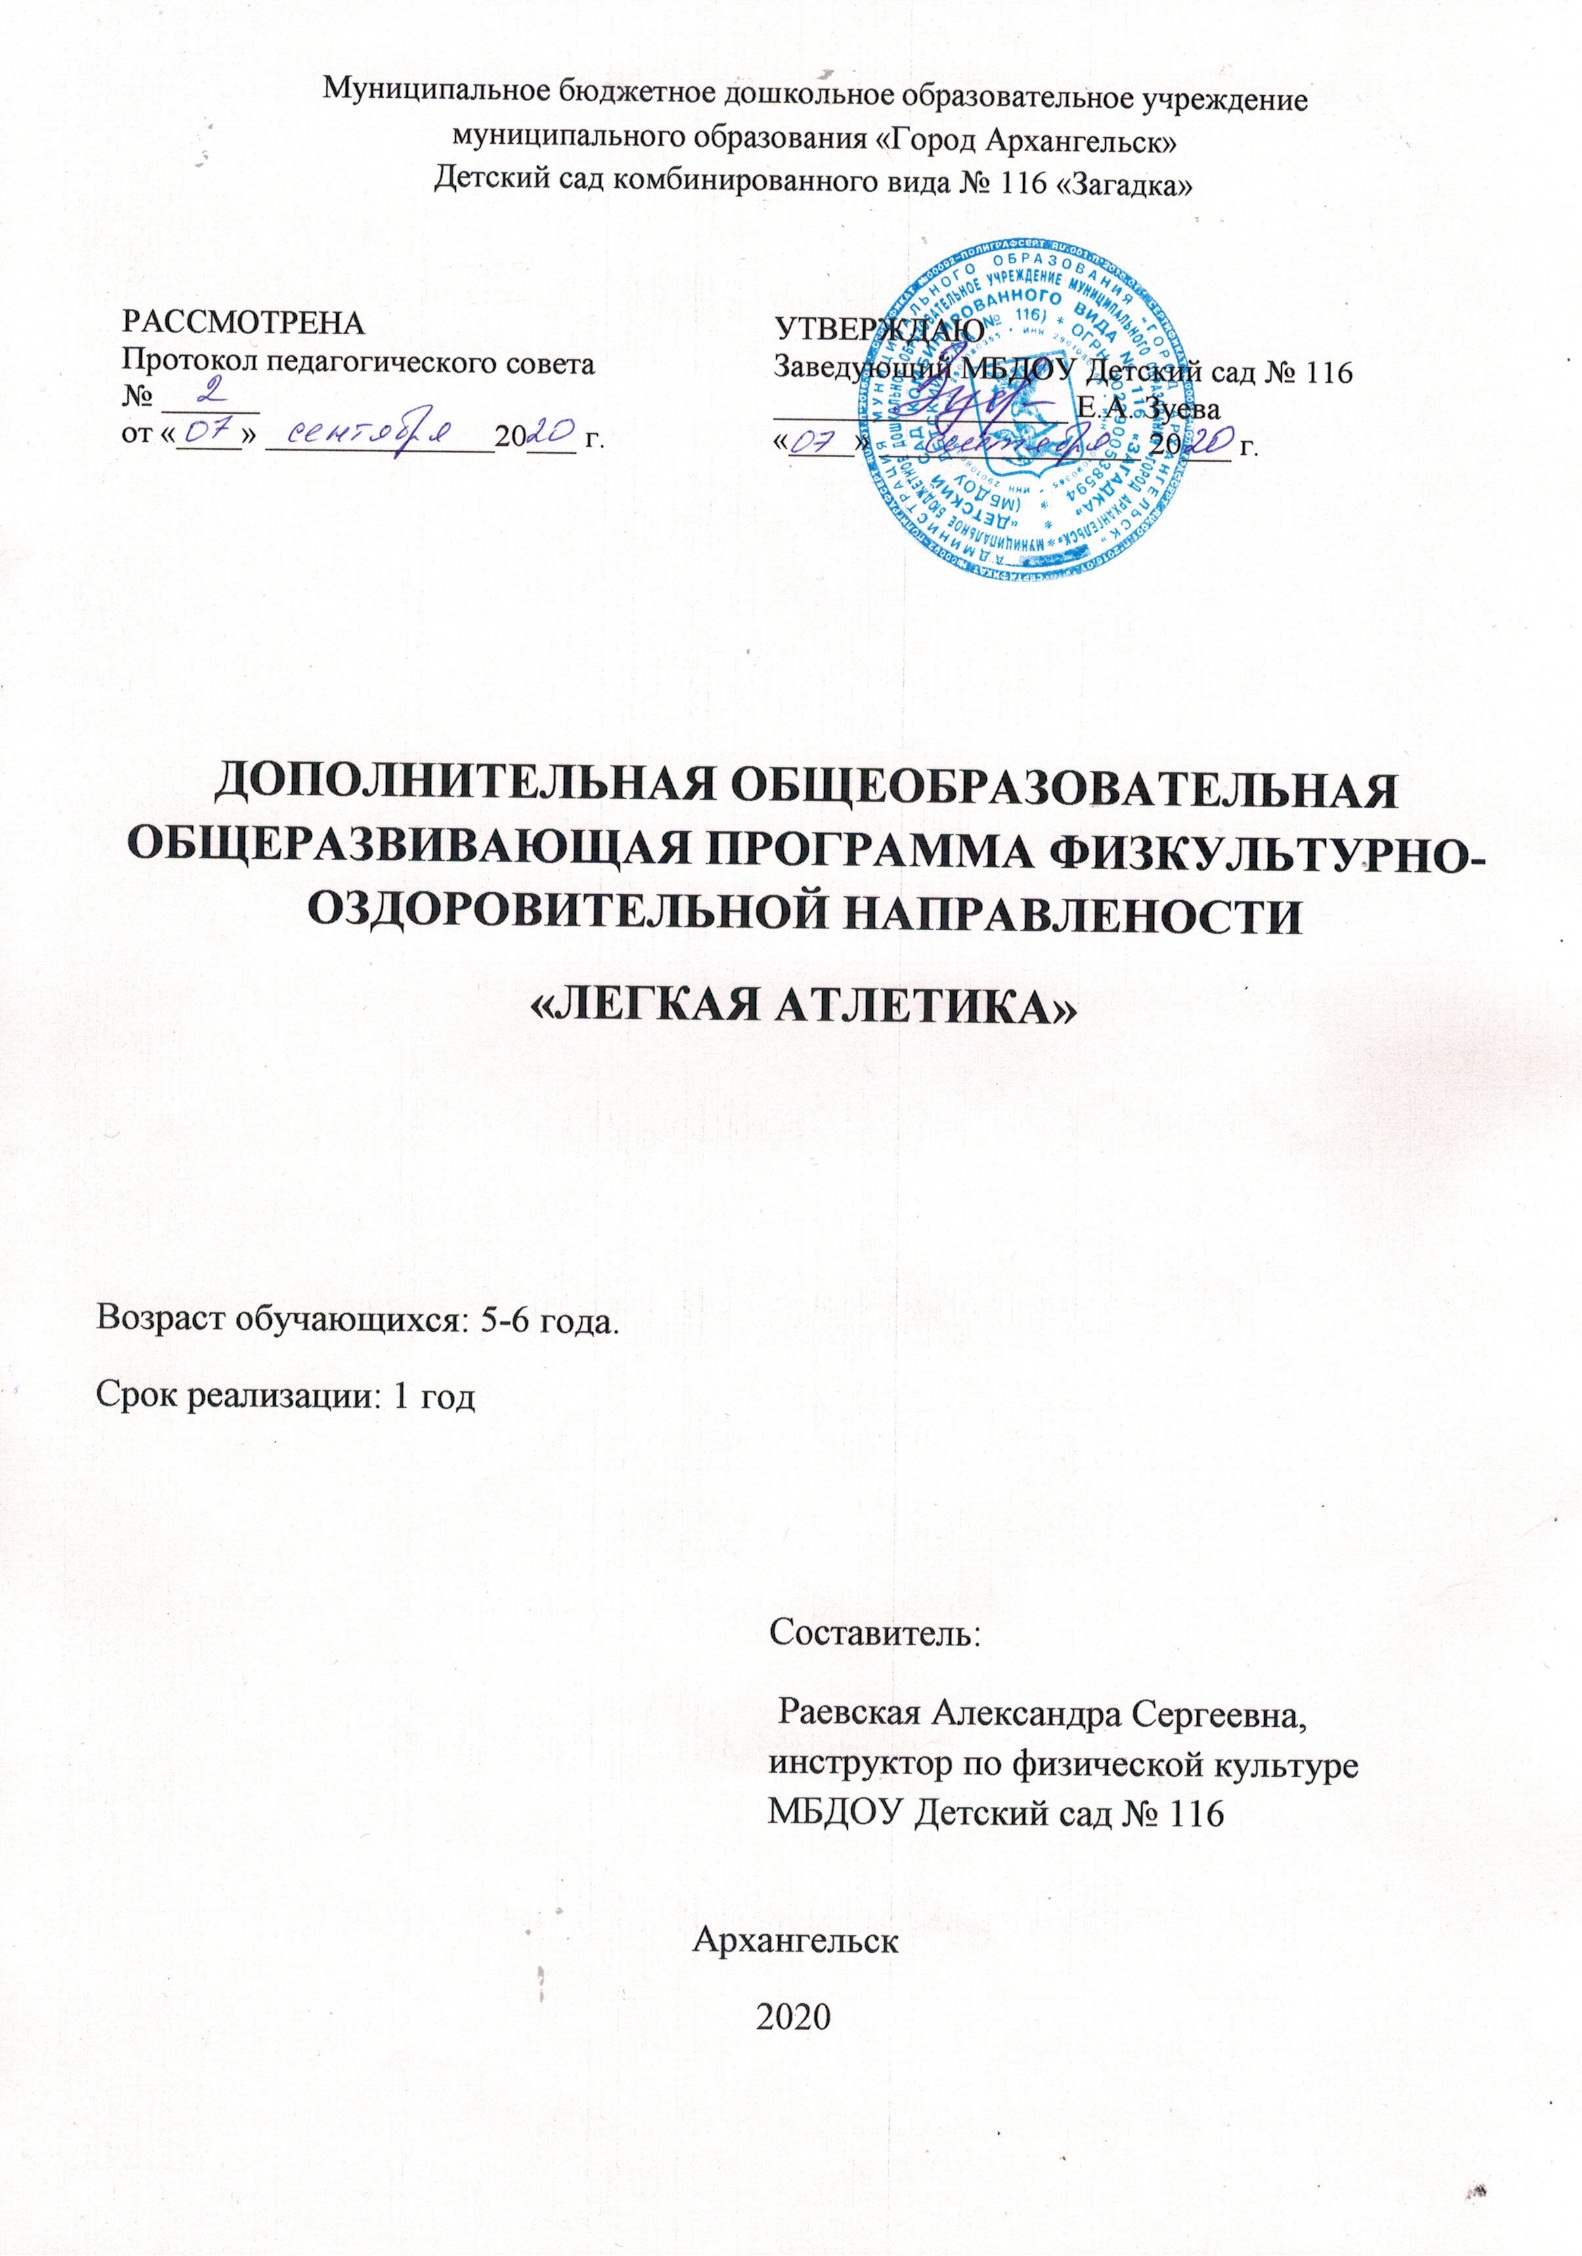 Муниципальное бюджетное дошкольное образовательное учреждение
муниципального образования «Город Архангельск»
Детский сад комбинированного вида № 116 «Загадка»
РАССМОТРЕНА
Протокол педагогического совета
№ 2
от «07» сентября 2020 г.
УТВЕРЖДАЮ
Заведующий МБДОУ Детский сад № 116
Е.А. Зуева
«07» сентября 2020 г.
ДОПОЛНИТЕЛЬНАЯ ОБЩЕОБРАЗОВАТЕЛЬНАЯ
ОБЩЕРАЗВИВАЮЩАЯ ПРОГРАММА ФИЗКУЛЬТУРНО-
ОЗДОРОВИТЕЛЬНОЙ НАПРАВЛЕНОСТИ
«ЛЕГКАЯ АТЛЕТИКА»
Возраст обучающихся: 5-6 года.
Срок реализации: 1 год
Составитель:
Раевская Александра Сергеевна,
инструктор по физической культуре
МБДОУ Детский сад № 116
Архангельск
2020